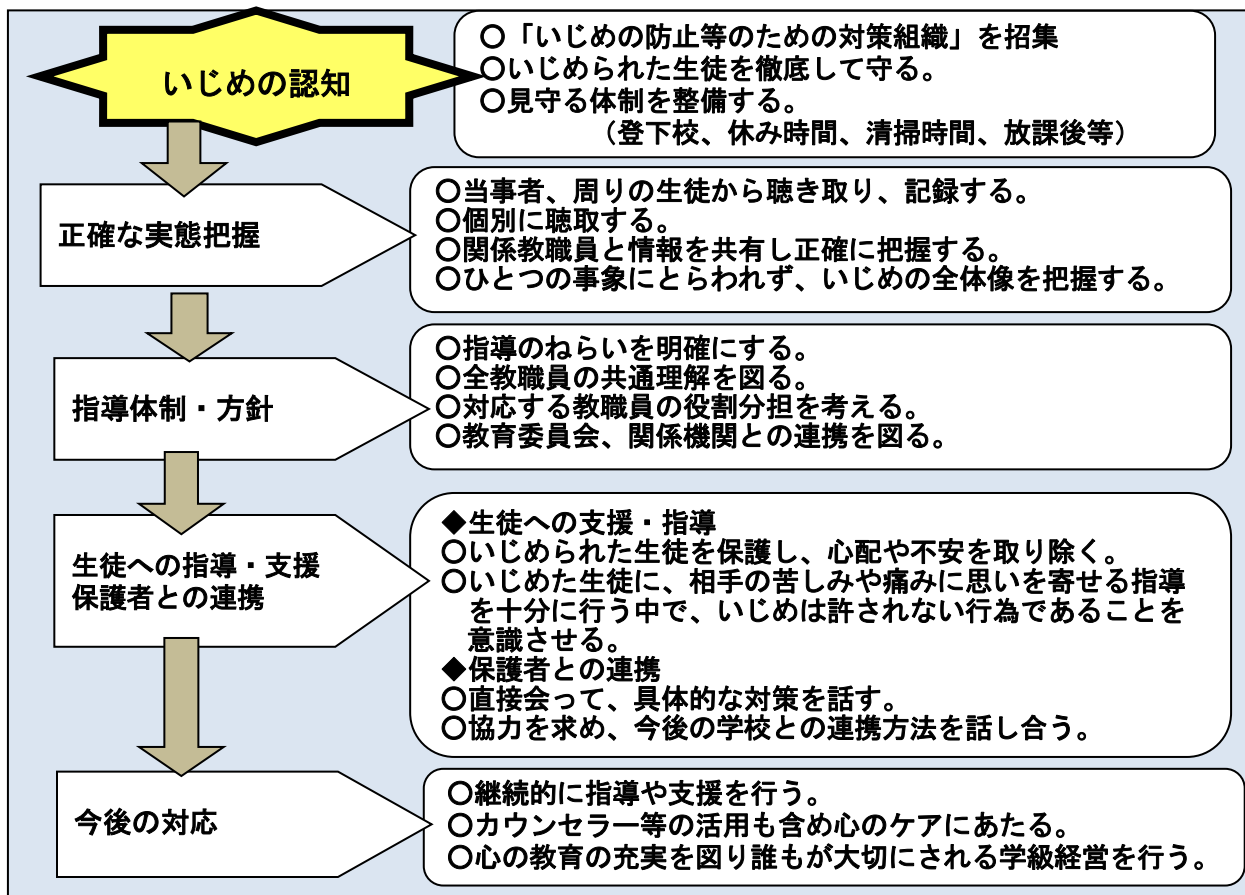 いじめの認知
○「いじめの防止等のための対策組織」を招集
○いじめられた生徒を徹底して守る。
○見守る体制を整備する。
（登下校、休み時間、清掃時間、放課後等）
正確な実態把握
○当事者、周りの生徒から聴き取り、記録する。
○個別に聴取する。
○関係教職員と情報を共有し正確に把握する。
○ひとつの事象にとらわれず、いじめの全体像を把握する。
指導体制・方針
○指導のねらいを明確にする。
○全教職員の共通理解を図る。
○対応する教職員の役割分担を考える。
○教育委員会、関係機関との連携を図る。
生徒への指導・支援
保護者との連携
◆生徒への支援・指導
○いじめられた生徒を保護し、心配や不安を取り除く。
○いじめた生徒に、相手の苦しみや痛みに思いを寄せる指導
を十分に行う中で、いじめは許されない行為であることを
意識させる。
◆保護者との連携
○直接会って、具体的な対策を話す。
○協力を求め、今後の学校との連携方法を話し合う。
今後の対応
○継続的に指導や支援を行う。
○カウンセラー等の活用も含め心のケアにあたる。
○心の教育の充実を図り誰もが大切にされる学級経営を行う。